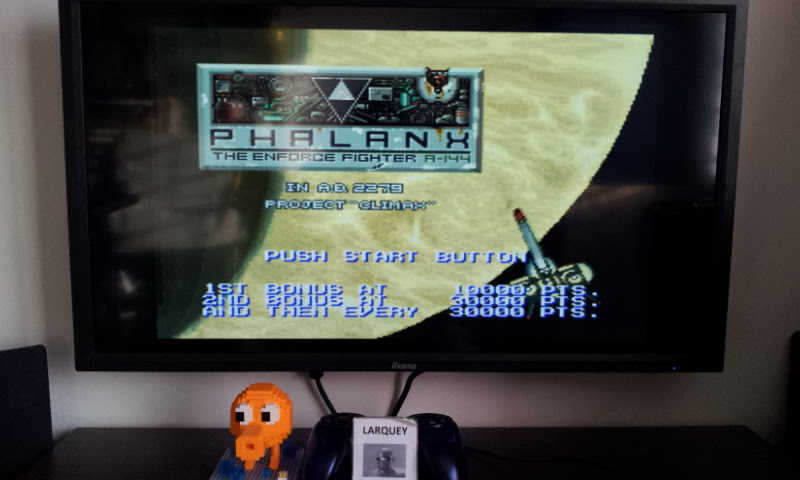 PHALANX
THE ENFORCE FIGHTER A-144
IN A.D. 2279
PROJECT "CLIMAX"
PUSH START BUTTON
1ST BONUS AT 10000 PTS.
2ND BONUS AT 30000 PTS.
AND THEN EVERY 30000 PTS.
iiyama
LARQUEY